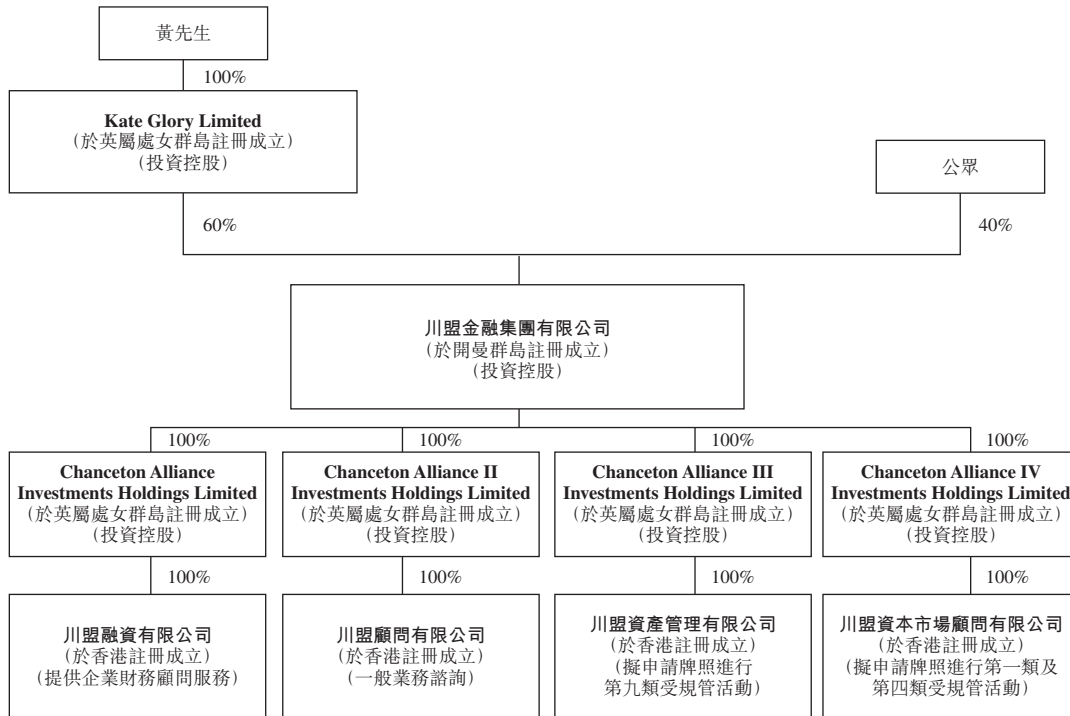 黃先生
100%
Kate Glory Limited
(於英屬處女群島註冊成立)
(投資控股)
公眾
60%
40%
川盟金融集團有限公司
(於開曼群島註冊成立)
(投資控股)
100%
100%
100%
100%
Chanceton Alliance
Investments Holdings Limited
(於英屬處女群島註冊成立)
(投資控股)
Chanceton Alliance II
Investments Holdings Limited
(於英屬處女群島註冊成立)
(投資控股)
Chanceton Alliance III
Investments Holdings Limited
(於英屬處女群島註冊成立)
(投資控股)
Chanceton Alliance IV
Investments Holdings Limited
(於英屬處女群島註冊成立)
(投資控股)
100%
100%
100%
100%
川盟融資有限公司
(於香港註冊成立)
(提供企業財務顧問服務)
川盟顧問有限公司
(於香港註冊成立)
(一般業務諮詢)
川盟資產管理有限公司
(於香港註冊成立)
(擬申請牌照進行
第九類受規管活動)
川盟資本市場顧問有限公司
(於香港註冊成立)
(擬申請牌照進行第一類及
第四類受規管活動)